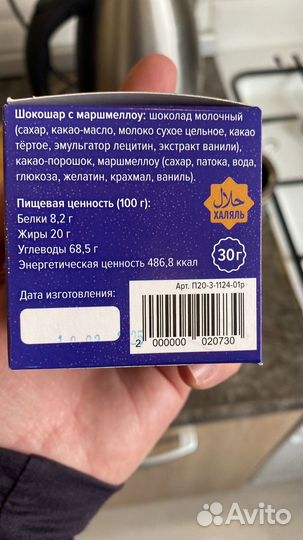 Шокошар с маршмеллоу: шоколад молочный
(сахар, какао-масло, молоко сухое цельное, какао
тёртое, эмульгатор лецитин, экстракт ванили),
какао-порошок, маршмеллоу (сахар, патока, вода,
глюкоза, желатин, крахмал, ваниль).
Пищевая ценность (100 г):
Белки 8,2 г
Жиры 20 г
Углеводы 68,5 г
Энергетическая ценность 486,8 ккал
حلال
ХАЛЯЛЬ
30 г
Дата изготовления:
Арт. П20-3-1124-01р
2 000000 020730
Avito